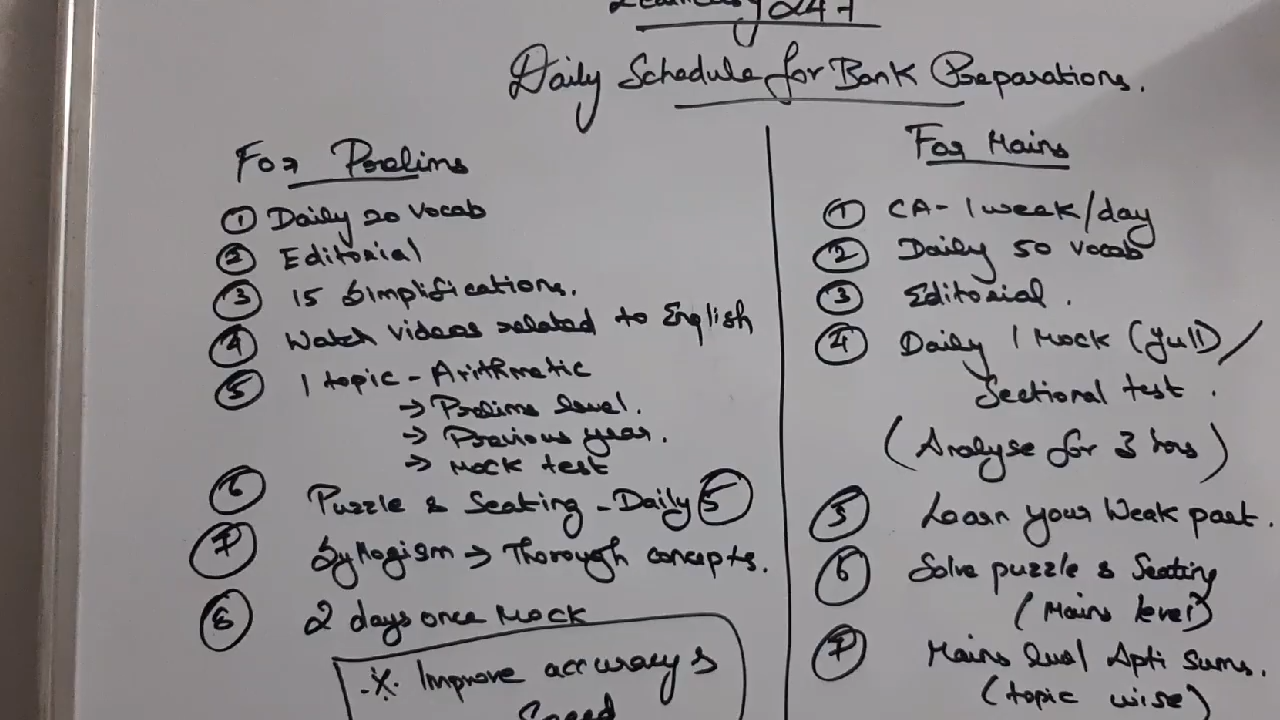 Daily Schedule for Bank Preparations.
For Prelims
① Daily 20 Vocab
② Editorial
③ 15 Simplifications.
④ Watch videos related to English
⑤ 1 topic - Arithmetic
→ Prelims level.
→ Previous year.
→ Mock test
⑥ Puzzle & Seating - Daily ⑤
⑦ Syllogism → Thorough concepts.
⑧ 2 days once Mock
※ Improve accuracy &
Speed
For Mains
① CA - 1 week/day
② Daily 50 vocab
③ Editorial.
④ Daily 1 Mock (full) /
Sectional test.
(Analyse for 3 hrs)
⑤ Learn your Weak part.
⑥ Solve puzzle & Seating
(Mains level)
⑦ Mains level Apti sums.
(topic wise)